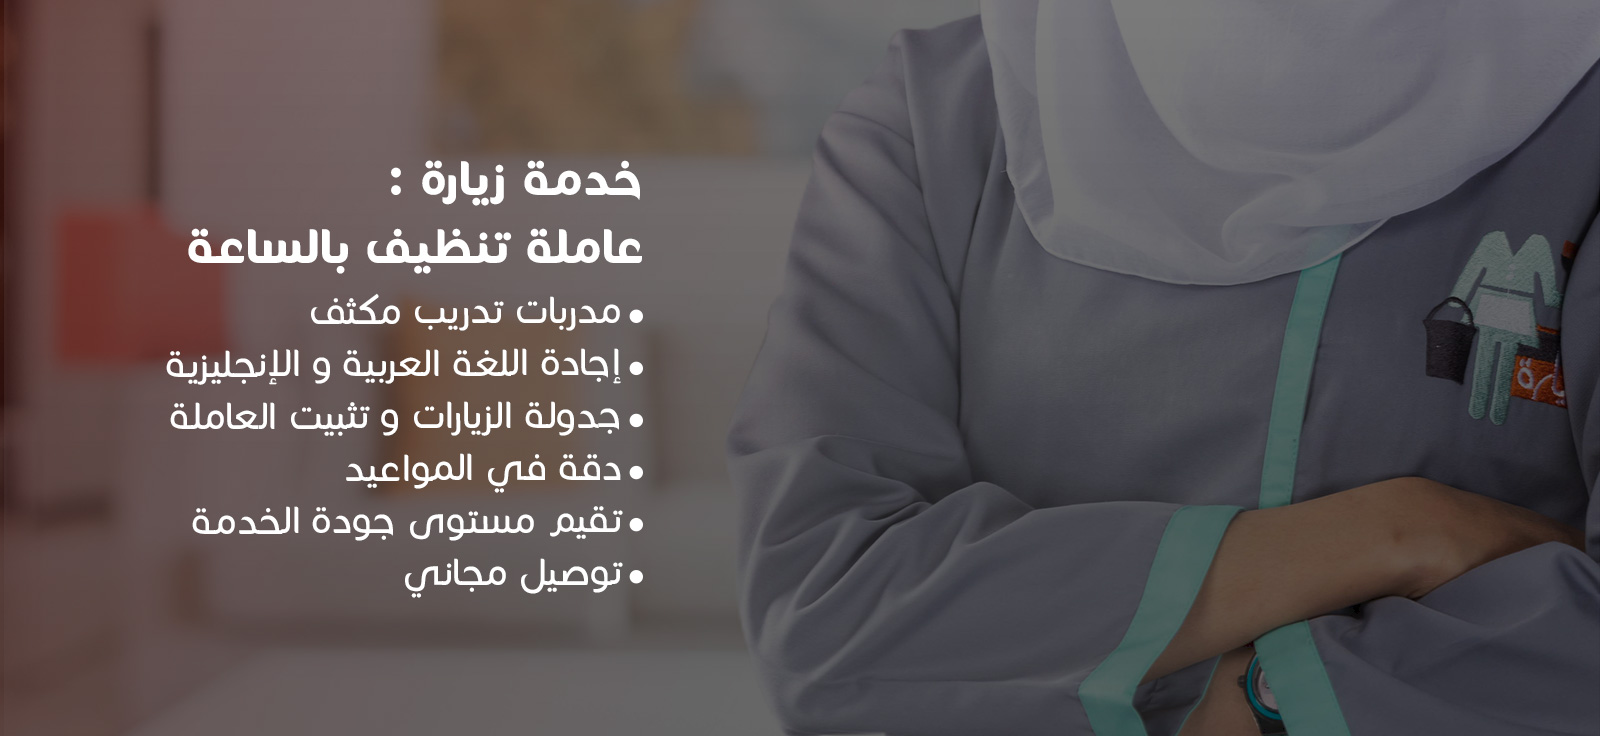 خدمة زيارة :
عاملة تنظيف بالساعة
• مدربات تدريب مكثف
• إجادة اللغة العربية و الإنجليزية
• جدولة الزيارات و تثبيت العاملة
• دقة في المواعيد
• تقيم مستوى جودة الخدمة
• توصيل مجاني